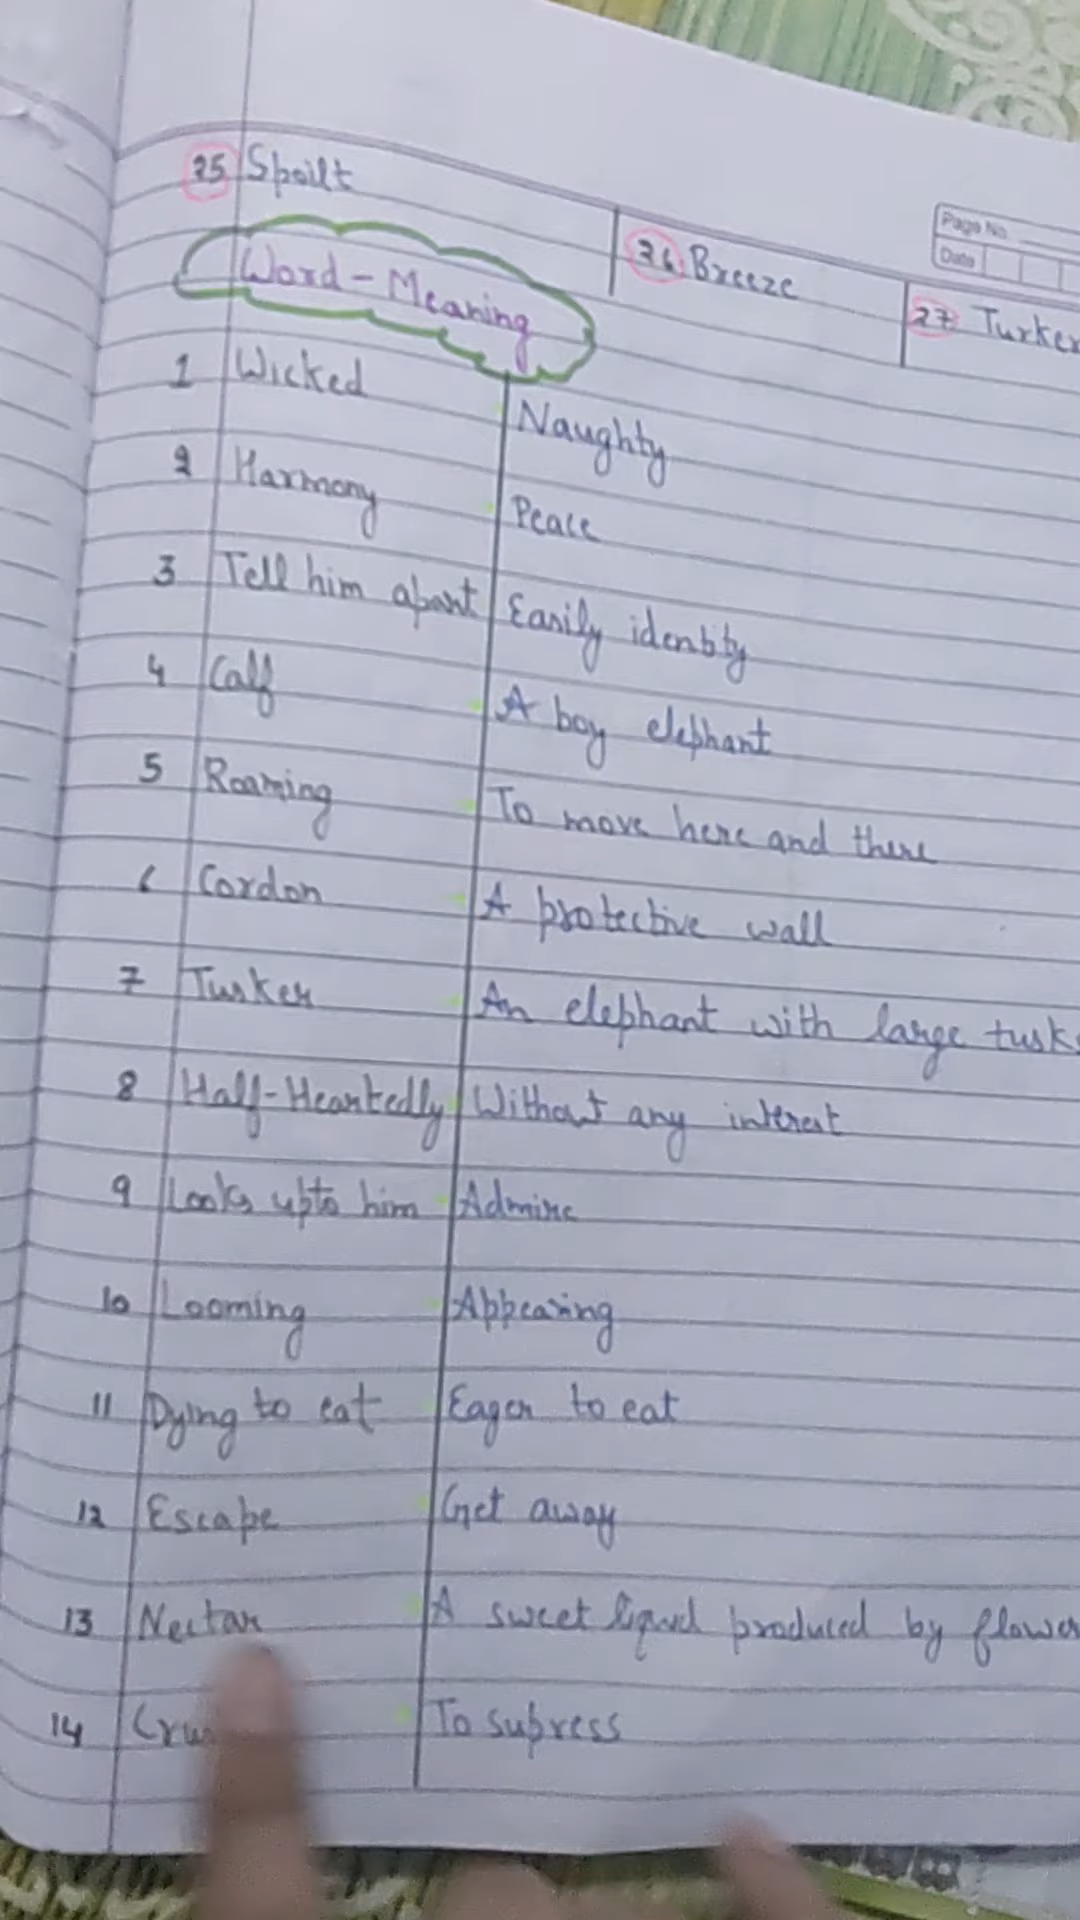 Page No.
Date
25 Spoilt
26 Breeze
27 Tusker
Word - Meaning
1 Wicked Naughty
2 Harmony Peace
3 Tell him apart Easily identity
4 Calf A boy elephant
5 Roaming To move here and there
6 Cordon A protective wall
7 Tusker An elephant with large tusks
8 Half-Heartedly Without any interest
9 Looks upto him Admire
10 Looming Appearing
11 Dying to eat Eager to eat
12 Escape Get away
13 Nectar A sweet liquid produced by flower
14 To supress